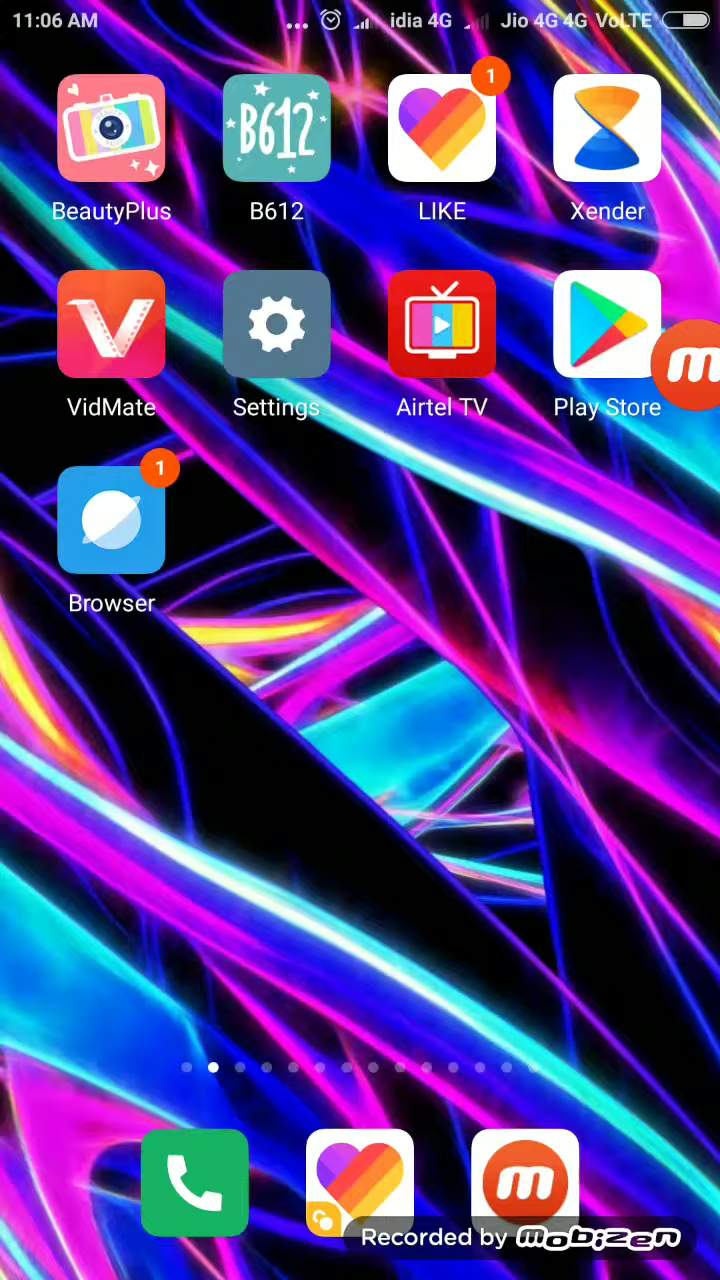 11:06 AM ... idia 4G Jio 4G 4G VoLTE
B612
1
BeautyPlus B612 LIKE Xender
m
VidMate Settings Airtel TV Play Store
1
Browser
m
Recorded by mobizen